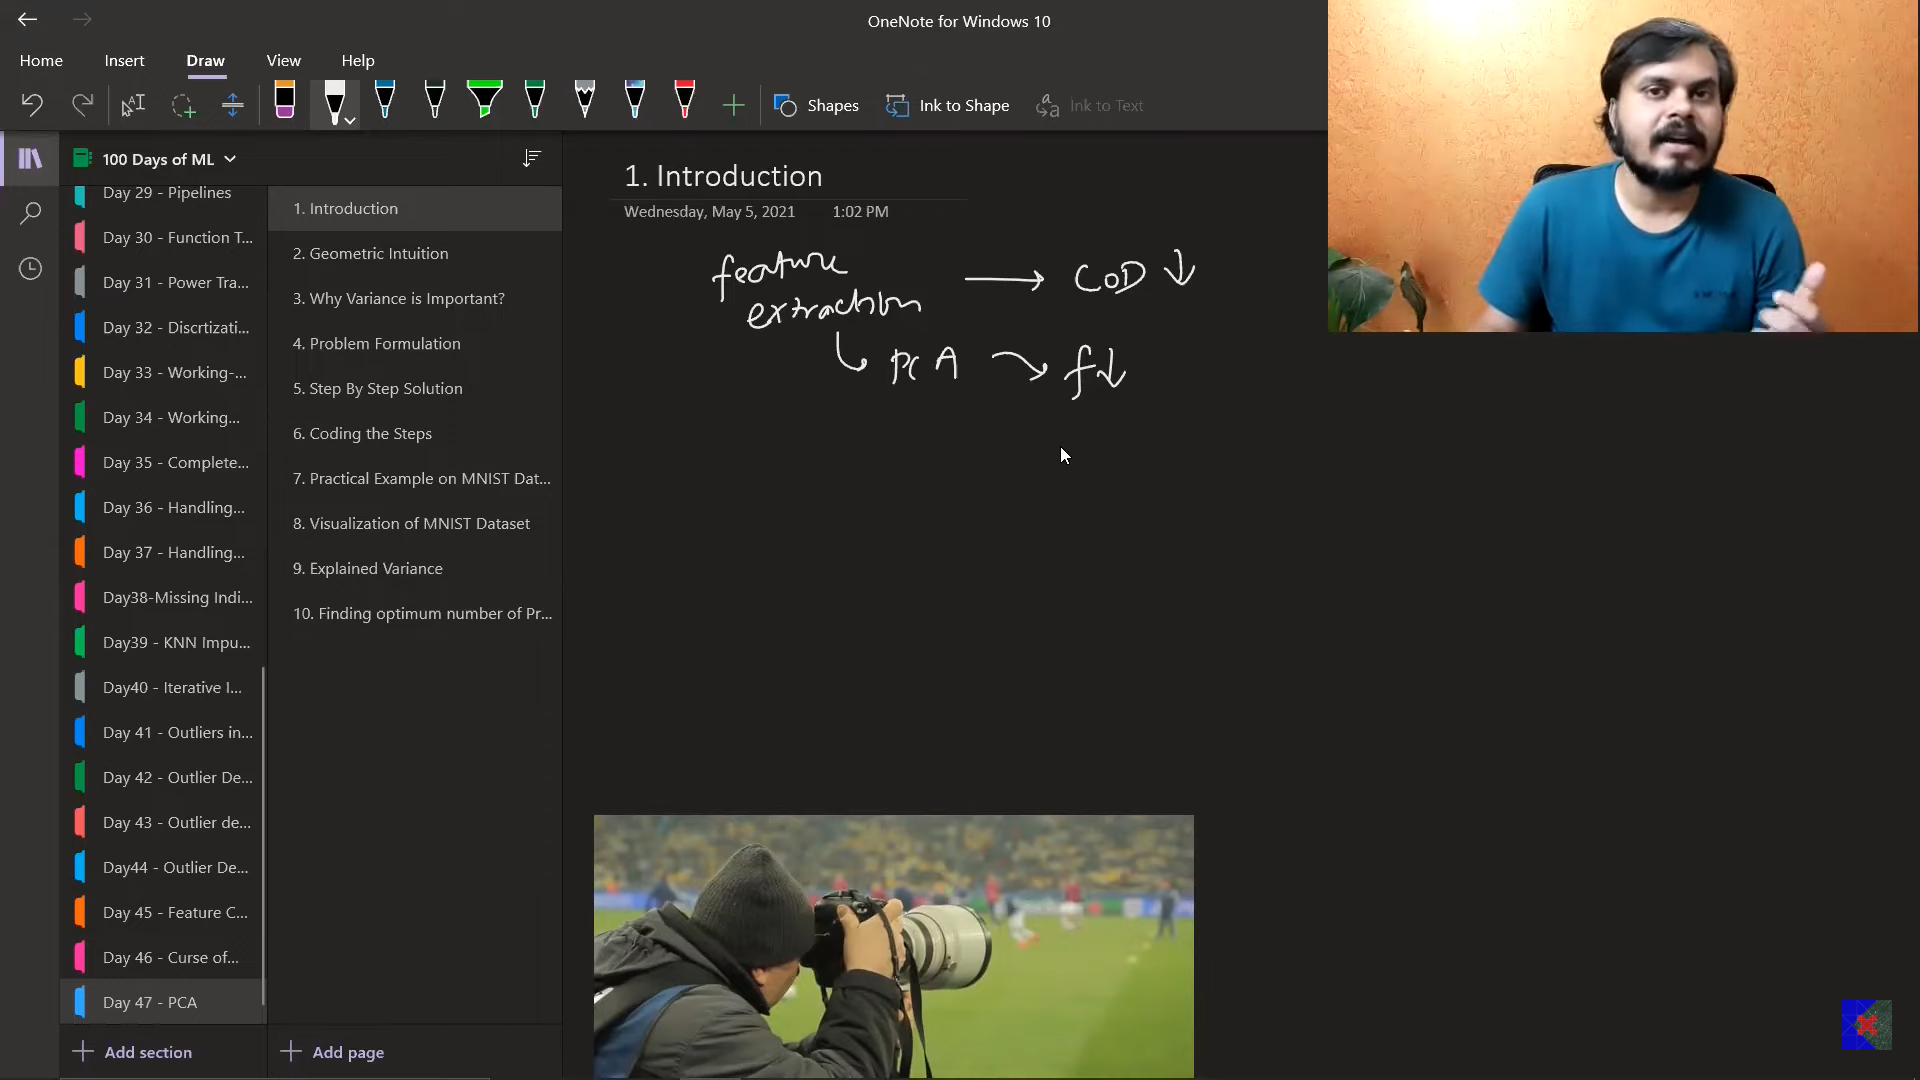 OneNote for Windows 10
Home Insert Draw View Help
Shapes Ink to Shape Ink to Text
100 Days of ML
Day 29 - Pipelines
Day 30 - Function T...
Day 31 - Power Tra...
Day 32 - Discrtizati...
Day 33 - Working-...
Day 34 - Working...
Day 35 - Complete...
Day 36 - Handling...
Day 37 - Handling...
Day38-Missing Indi...
Day39 - KNN Impu...
Day40 - Iterative I...
Day 41 - Outliers in...
Day 42 - Outlier De...
Day 43 - Outlier de...
Day44 - Outlier De...
Day 45 - Feature C...
Day 46 - Curse of...
Day 47 - PCA
Add section
1. Introduction
2. Geometric Intuition
3. Why Variance is Important?
4. Problem Formulation
5. Step By Step Solution
6. Coding the Steps
7. Practical Example on MNIST Dat...
8. Visualization of MNIST Dataset
9. Explained Variance
10. Finding optimum number of Pr...
Add page
1. Introduction
Wednesday, May 5, 2021 1:02 PM
feature
extraction → CoD ↓
PCA → f↓